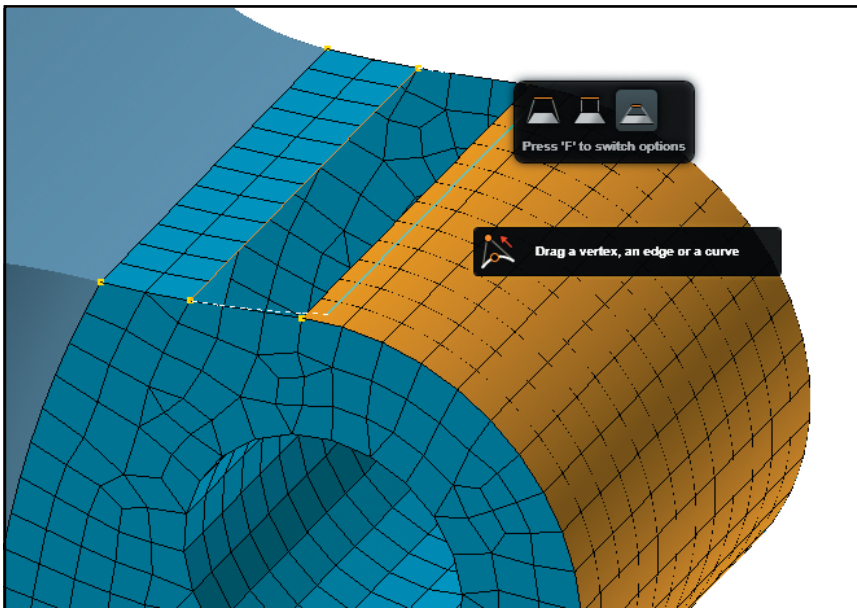 Press 'F' to switch options
Drag a vertex, an edge or a curve